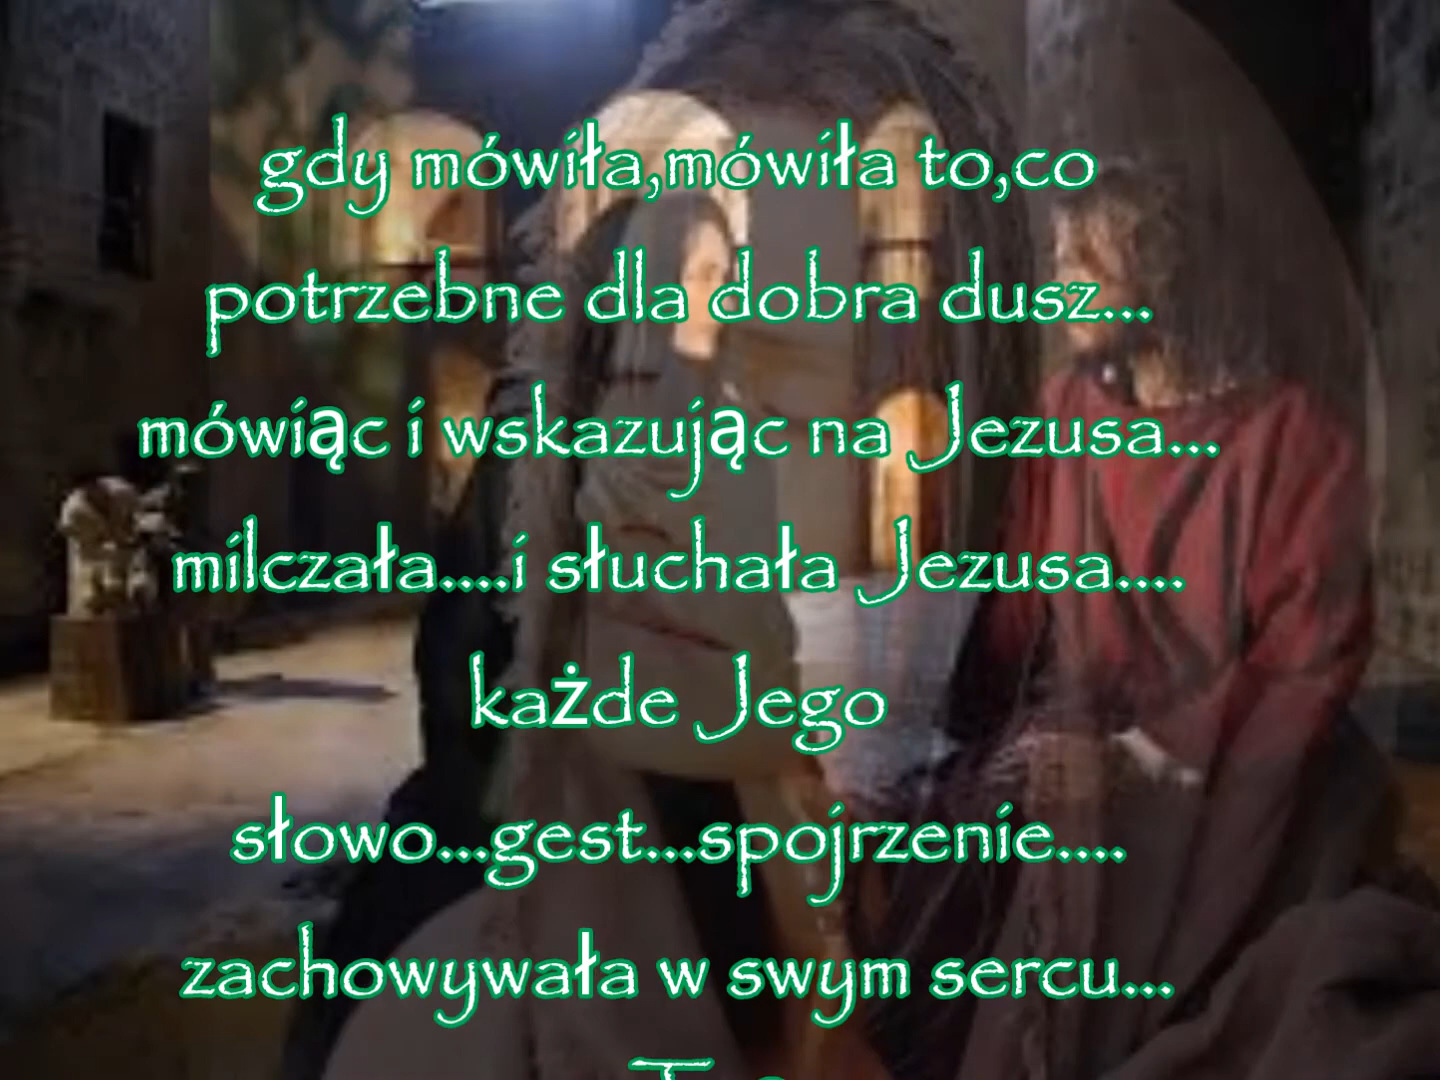 gdy mówiła,mówiła to,co
potrzebne dla dobra dusz...
mówiąc i wskazując na Jezusa...
milczała....i słuchała Jezusa....
każde Jego
słowo...gest...spojrzenie....
zachowywała w swym sercu...